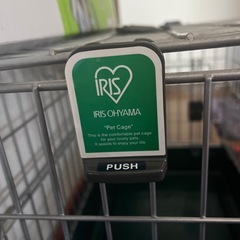 IRIS
IRIS OHYAMA
"Pet Cage"
This is the comfortable pet cage
for your lovely pets.
It assists to enjoy your life
PUSH